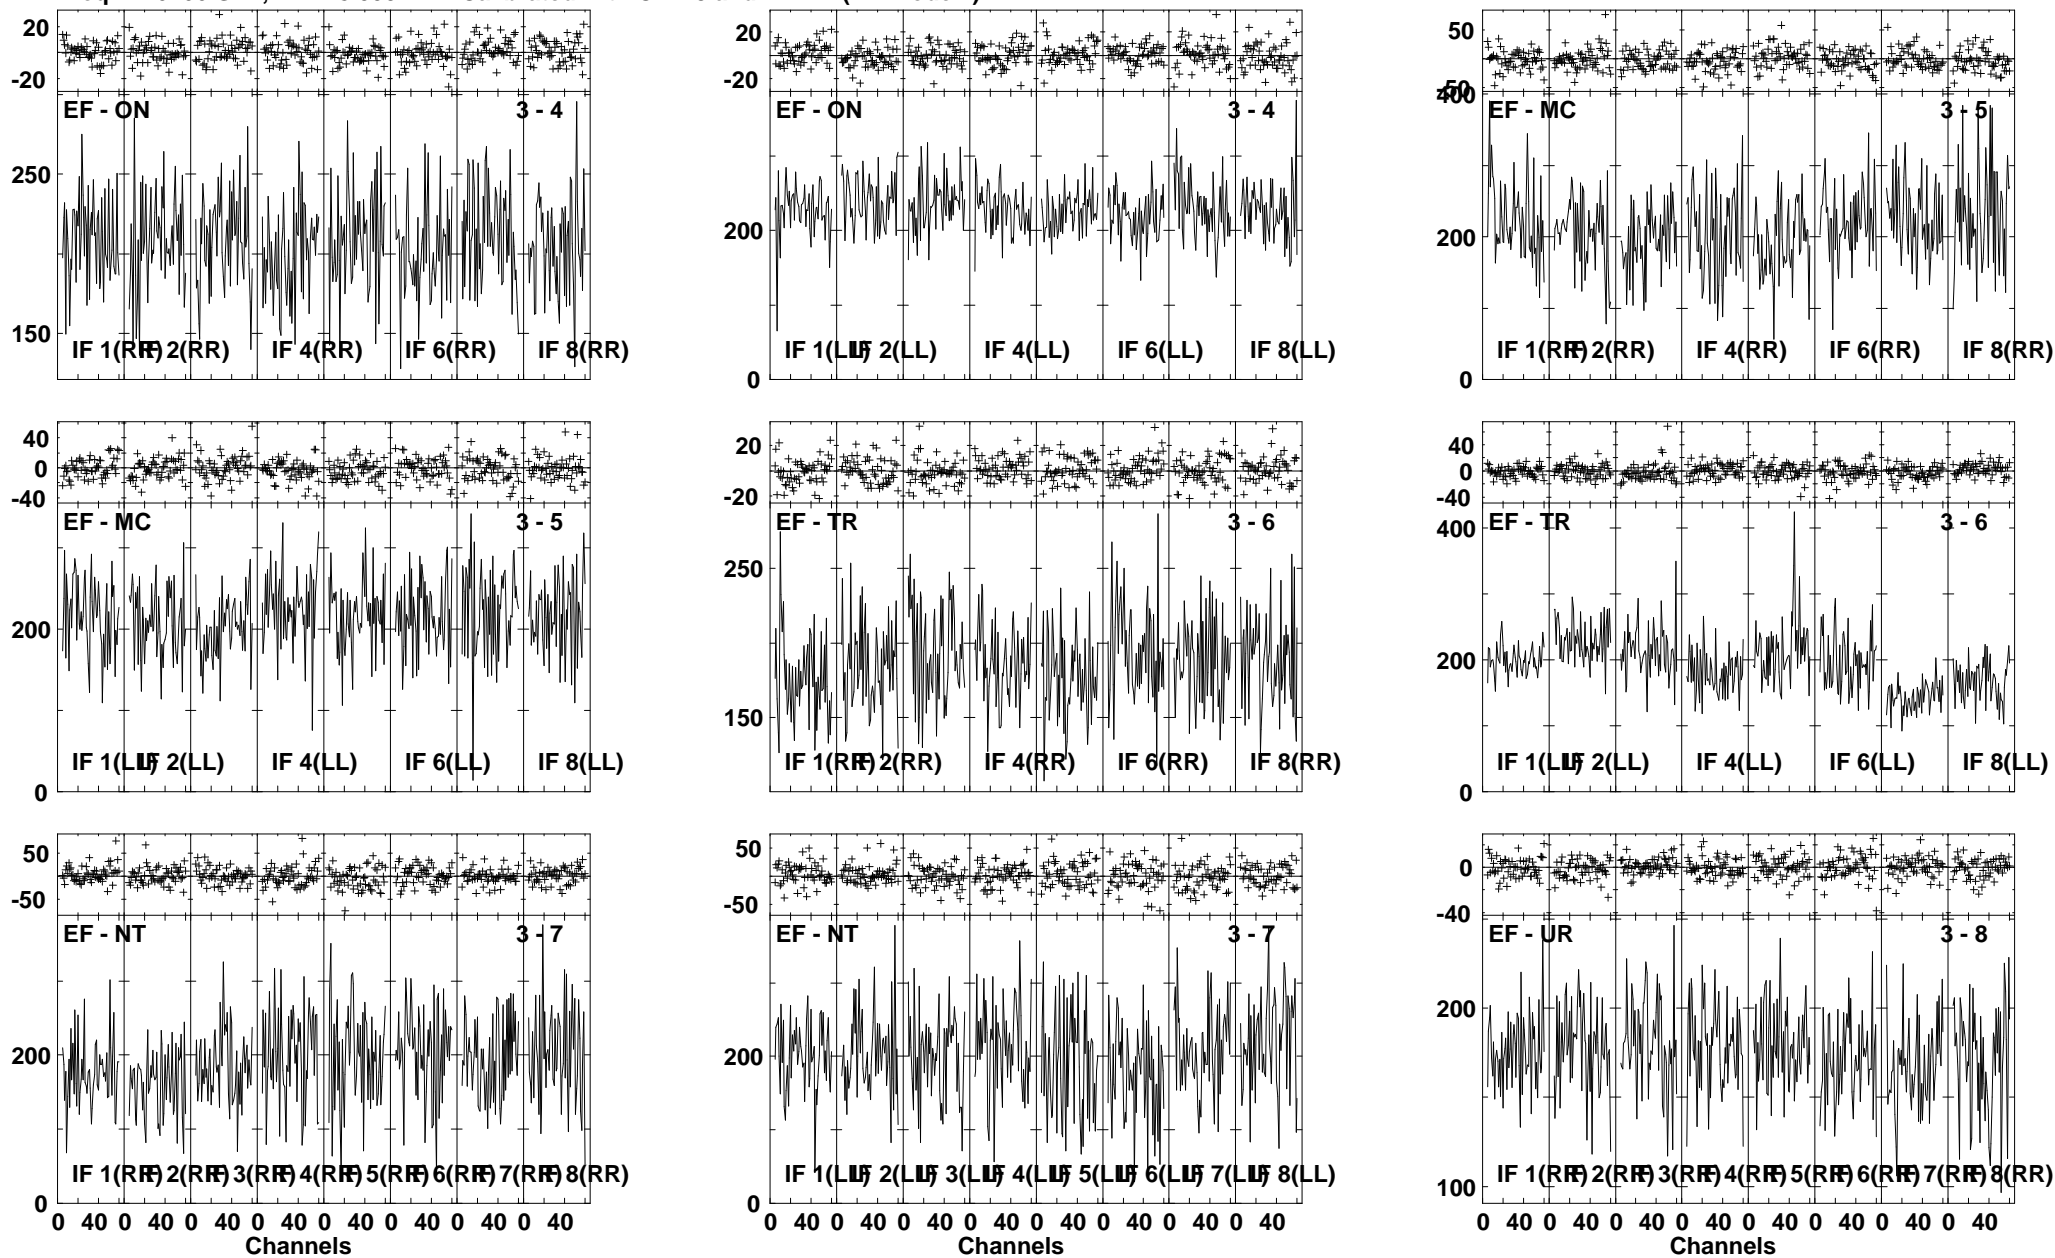 20
-20
EF - ON
3 - 4
250
150
IF 1(RR)
IF 2(RR)
IF 4(RR)
IF 6(RR)
IF 8(RR)
20
-20
EF - ON
3 - 4
200
0
IF 1(LL)
IF 2(LL)
IF 4(LL)
IF 6(LL)
IF 8(LL)
50
-50
400
EF - MC
3 - 5
300
200
100
0
IF 1(RR)
IF 2(RR)
IF 4(RR)
IF 6(RR)
IF 8(RR)
40
0
-40
EF - MC
3 - 5
200
0
IF 1(LL)
IF 2(LL)
IF 4(LL)
IF 6(LL)
IF 8(LL)
20
-20
EF - TR
3 - 6
250
150
IF 1(RR)
IF 2(RR)
IF 4(RR)
IF 6(RR)
IF 8(RR)
40
0
-40
EF - TR
3 - 6
400
200
0
IF 1(LL)
IF 2(LL)
IF 4(LL)
IF 6(LL)
IF 8(LL)
50
-50
EF - NT
3 - 7
200
0
IF 1(RR)
IF 2(RR)
IF 3(RR)
IF 4(RR)
IF 5(RR)
IF 6(RR)
IF 7(RR)
IF 8(RR)
0 40 0 40 0 40 0 40 0 40 0 40 0 40 0 40
Channels
50
-50
EF - NT
3 - 7
200
0
IF 1(LL)
IF 2(LL)
IF 3(LL)
IF 4(LL)
IF 5(LL)
IF 6(LL)
IF 7(LL)
IF 8(LL)
0 40 0 40 0 40 0 40 0 40 0 40 0 40 0 40
Channels
0
-40
EF - UR
3 - 8
200
100
IF 1(RR)
IF 2(RR)
IF 3(RR)
IF 4(RR)
IF 5(RR)
IF 6(RR)
IF 7(RR)
IF 8(RR)
0 40 0 40 0 40 0 40 0 40 0 40 0 40 0 40
Channels